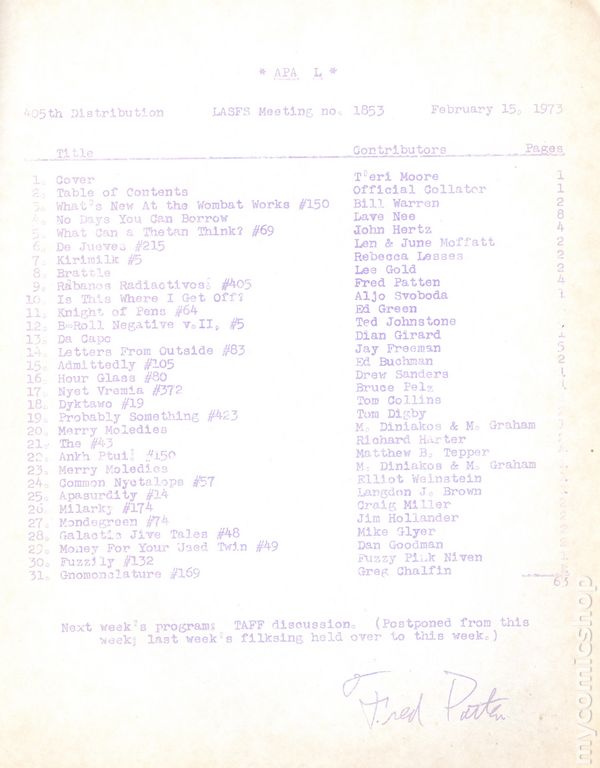 * APA L *
405th Distribution LASFS Meeting no. 1853 February 15, 1973
Title Contributors Pages
1. Cover T'eri Moore 1
2. Table of Contents Official Collator 1
3. What's New At the Wombat Works #150 Bill Warren 2
4. No Days You Can Borrow Lave Nee 8
5. What Can a Thetan Think? #69 John Hertz 4
6. De Jueves #215 Len & June Moffatt 2
7. Kirimilk #5 Rebecca Lesses 2
8. Brattle Lee Gold 2
9. Rábanos Radiactivos! #405 Fred Patten 4
10. Is This Where I Get Off? Aljo Svoboda 1
11. Knight of Pens #64 Ed Green
12. B-Roll Negative v.II, #5 Ted Johnstone
13. Da Capo Dian Girard 1
14. Letters From Outside #83 Jay Freeman 5
15. Admittedly #105 Ed Buchman 2
16. Hour Glass #80 Drew Sanders 1
17. Nyet Vremia #372 Bruce Pelz 1
18. Dyktawo #19 Tom Collins
19. Probably Something #423 Tom Digby
20. Merry Moledies M. Diniakos & M. Graham
21. The #43 Richard Harter
22. Ankh Ptui! #150 Matthew B. Tepper
23. Merry Moledies M. Diniakos & M. Graham
24. Common Nyctalops #57 Elliot Weinstein
25. Apasurdity #14 Langdon J. Brown
26. Milarky #174 Craig Miller
27. Mondegreen #74 Jim Hollander
28. Galactic Jive Tales #48 Mike Glyer
29. Money For Your Used Twin #49 Dan Goodman
30. Fuzzily #132 Fuzzy Pink Niven
31. Gnomonclature #169 Greg Chalfin
63
Next week's program: TAFF discussion. (Postponed from this
week; last week's filksing held over to this week.)
Fred Patten
mycomicshop